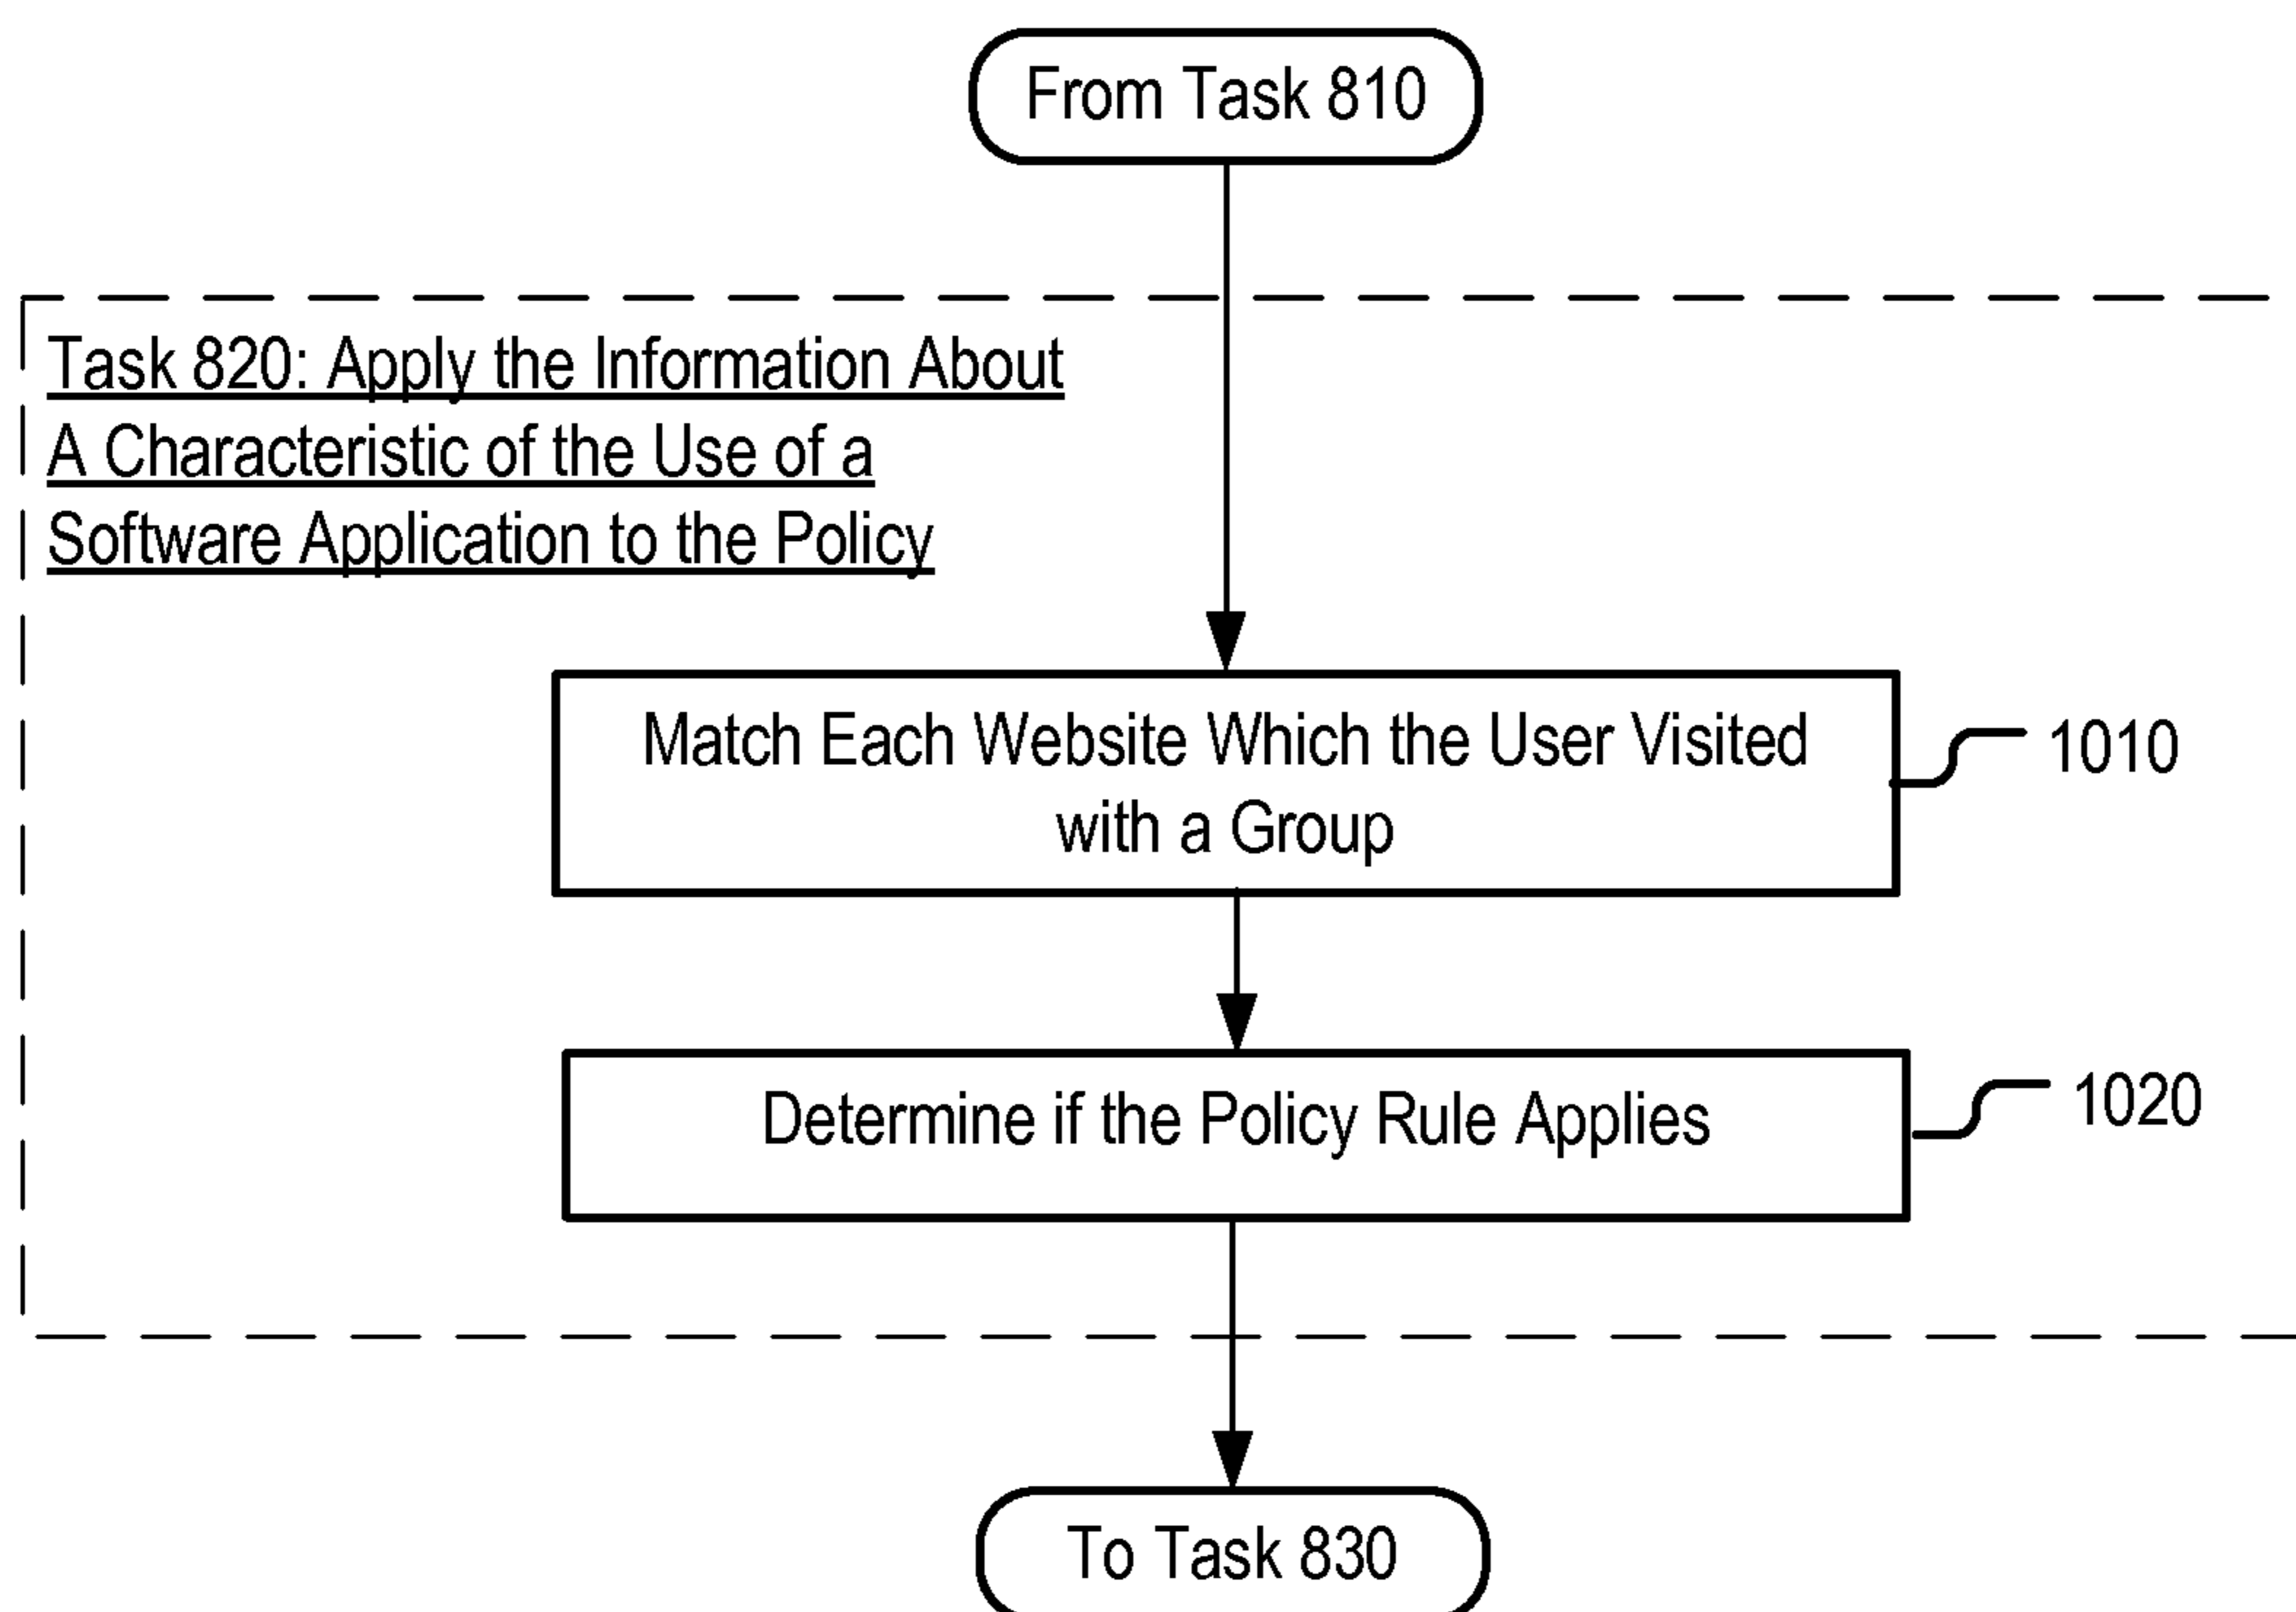 From Task 810
Task 820: Apply the Information About
A Characteristic of the Use of a
Software Application to the Policy
Match Each Website Which the User Visited
with a Group
1010
Determine if the Policy Rule Applies
1020
To Task 830